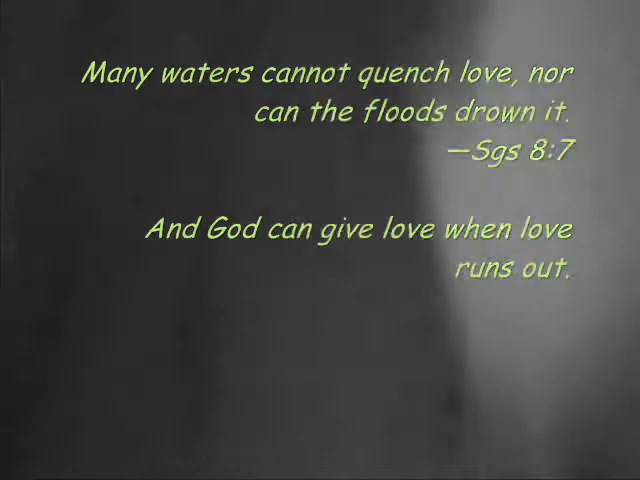 Many waters cannot quench love, nor
can the floods drown it.
—Sgs 8:7
And God can give love when love
runs out.